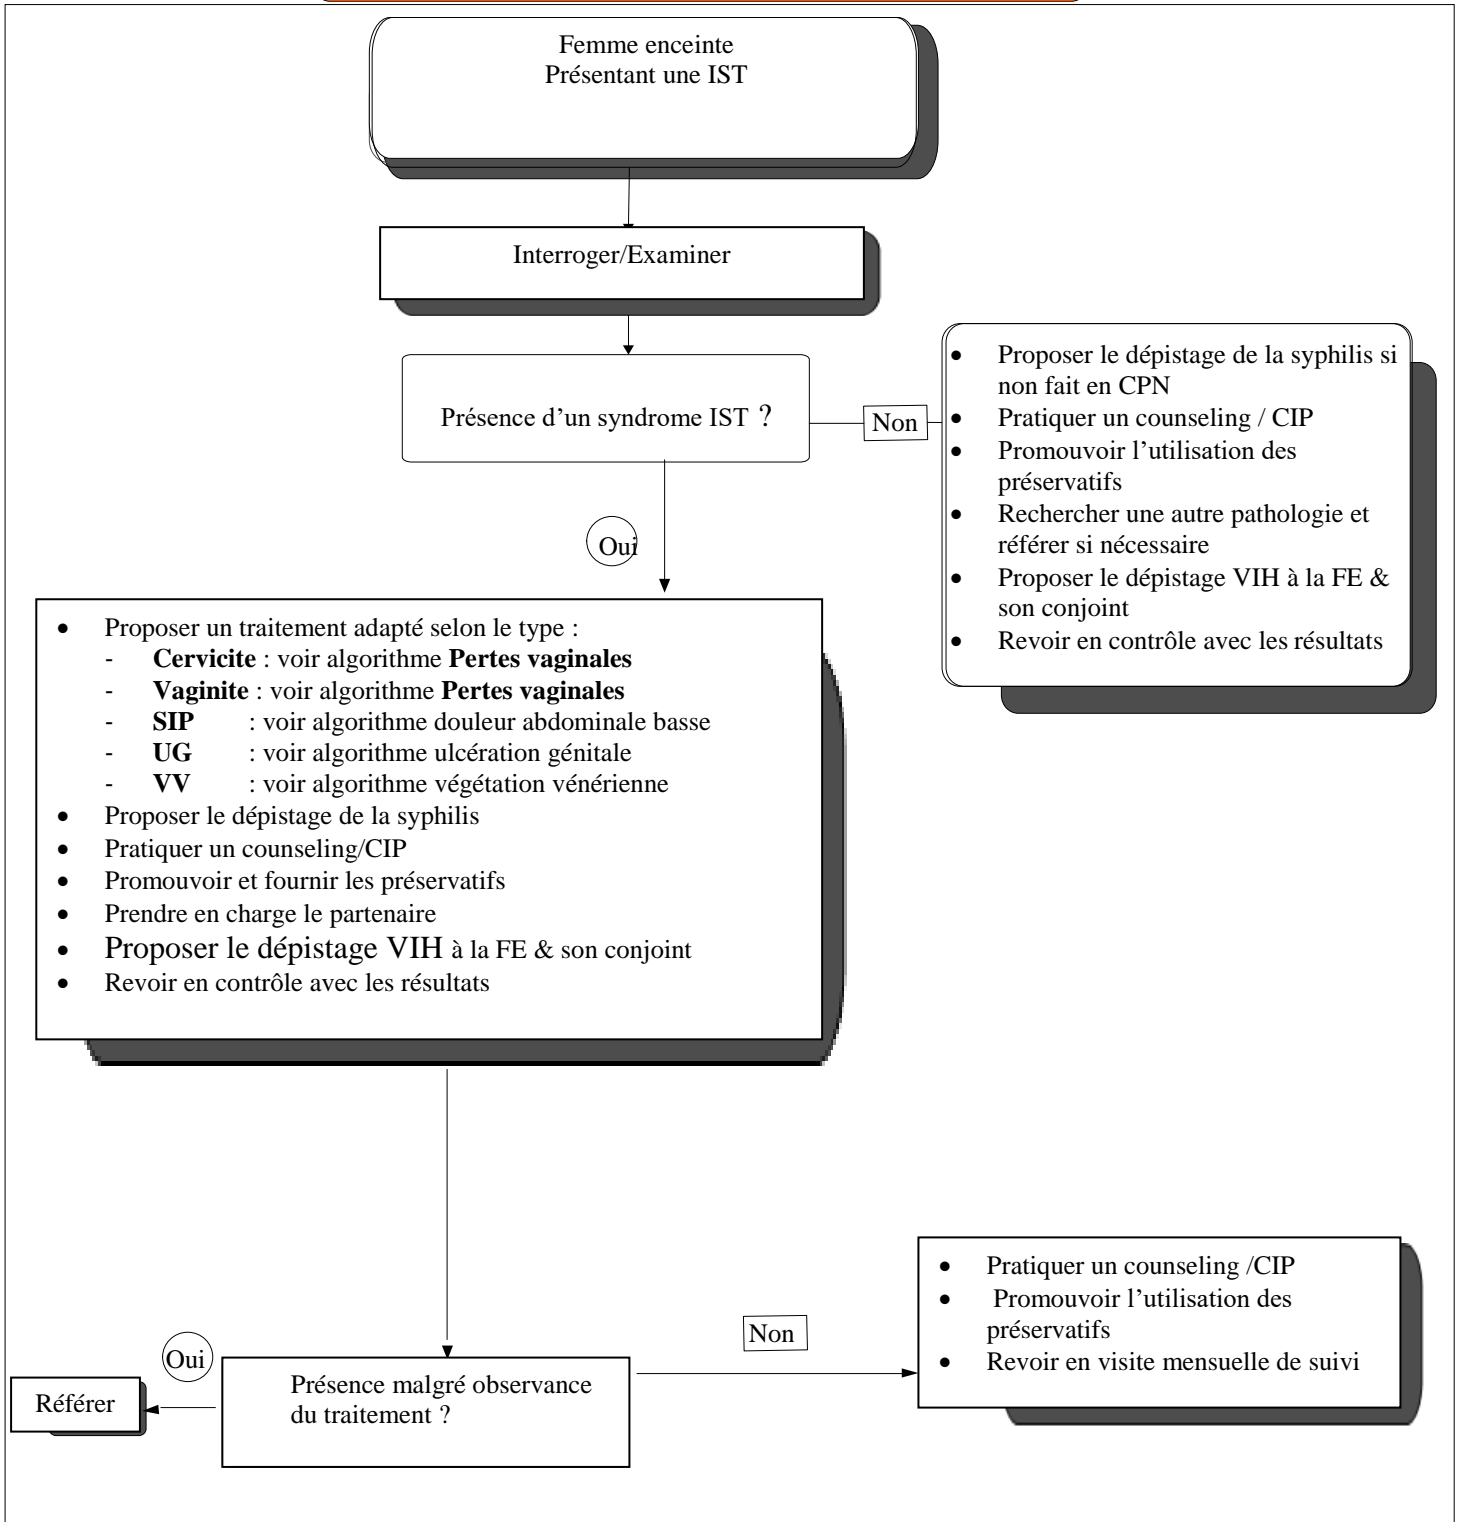 Femme enceinte
Présentant une IST
Interroger/Examiner
Présence d’un syndrome IST ?
Non
• Proposer le dépistage de la syphilis si
non fait en CPN
• Pratiquer un counseling / CIP
• Promouvoir l’utilisation des
préservatifs
• Rechercher une autre pathologie et
référer si nécessaire
• Proposer le dépistage VIH à la FE &
son conjoint
• Revoir en contrôle avec les résultats
Oui
• Proposer un traitement adapté selon le type :
- Cervicite : voir algorithme Pertes vaginales
- Vaginite : voir algorithme Pertes vaginales
- SIP : voir algorithme douleur abdominale basse
- UG : voir algorithme ulcération génitale
- VV : voir algorithme végétation vénérienne
• Proposer le dépistage de la syphilis
• Pratiquer un counseling/CIP
• Promouvoir et fournir les préservatifs
• Prendre en charge le partenaire
• Proposer le dépistage VIH à la FE & son conjoint
• Revoir en contrôle avec les résultats
• Pratiquer un counseling /CIP
• Promouvoir l’utilisation des
préservatifs
• Revoir en visite mensuelle de suivi
Non
Oui
Présence malgré observance
du traitement ?
Référer